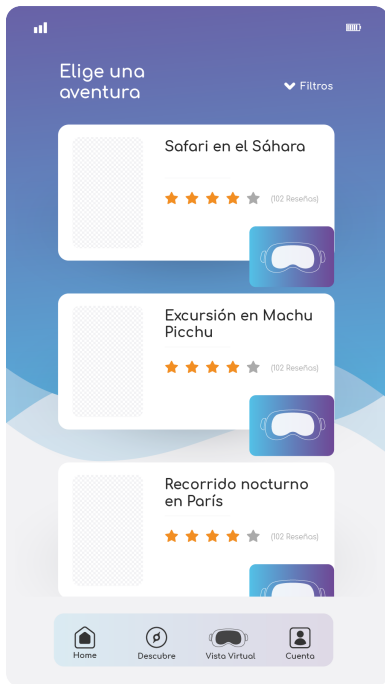 Elige una
aventura
Filtros
Safari en el Sáhara
(102 Reseñas)
Excursión en Machu
Picchu
(102 Reseñas)
Recorrido nocturno
en París
(102 Reseñas)
Home
Descubre
Vista Virtual
Cuenta